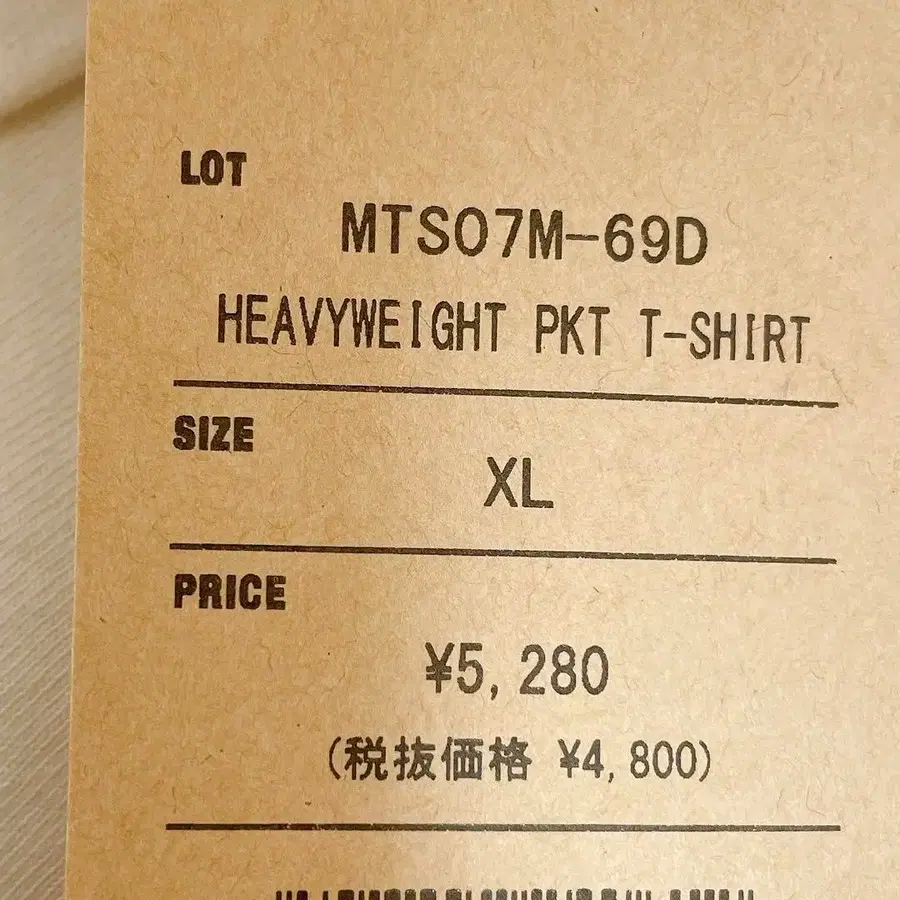 LOT
MTS07M-69D
HEAVYWEIGHT PKT T-SHIRT
SIZE
XL
PRICE
¥5,280
(税抜価格 ¥4,800)